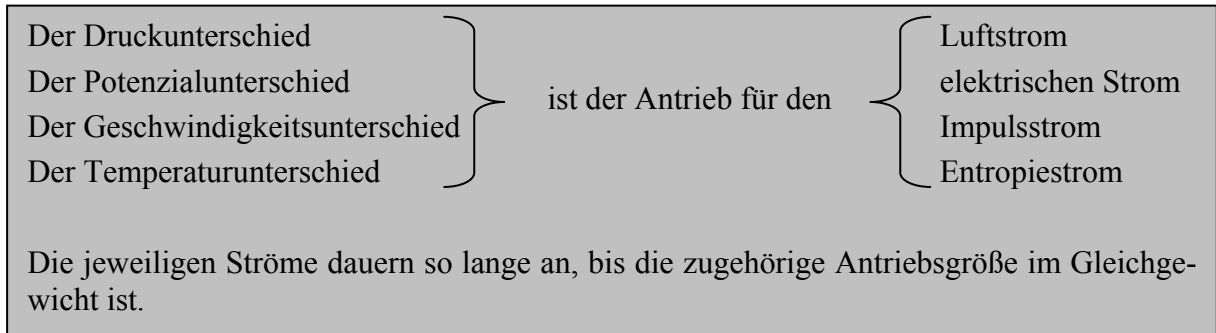 Der Druckunterschied
Der Potenzialunterschied
Der Geschwindigkeitsunterschied
Der Temperaturunterschied
ist der Antrieb für den
Luftstrom
elektrischen Strom
Impulsstrom
Entropiestrom
Die jeweiligen Ströme dauern so lange an, bis die zugehörige Antriebsgröße im Gleichge-
wicht ist.